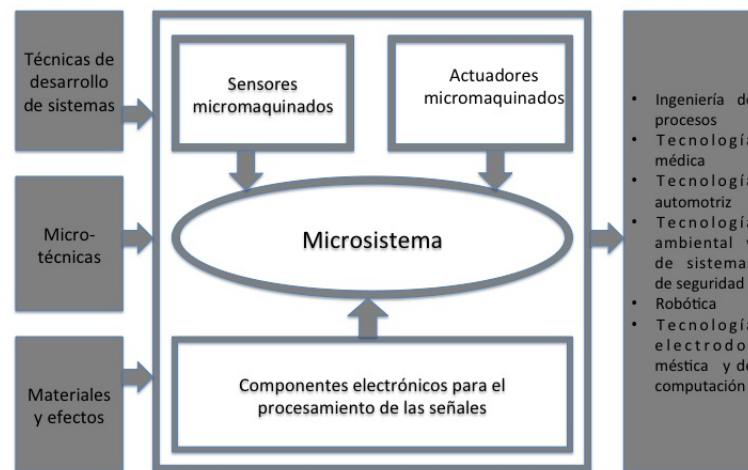 Técnicas de
desarrollo
de sistemas
Micro-
técnicas
Materiales
y efectos
Sensores
micromaquinados
Actuadores
micromaquinados
Microsistema
Componentes electrónicos para el
procesamiento de las señales
• Ingeniería de
procesos
• Tecnología
médica
• Tecnología
automotriz
• Tecnología
ambiental y
de sistemas
de seguridad
• Robótica
• Tecnología
electrodo
méstica y de
computación